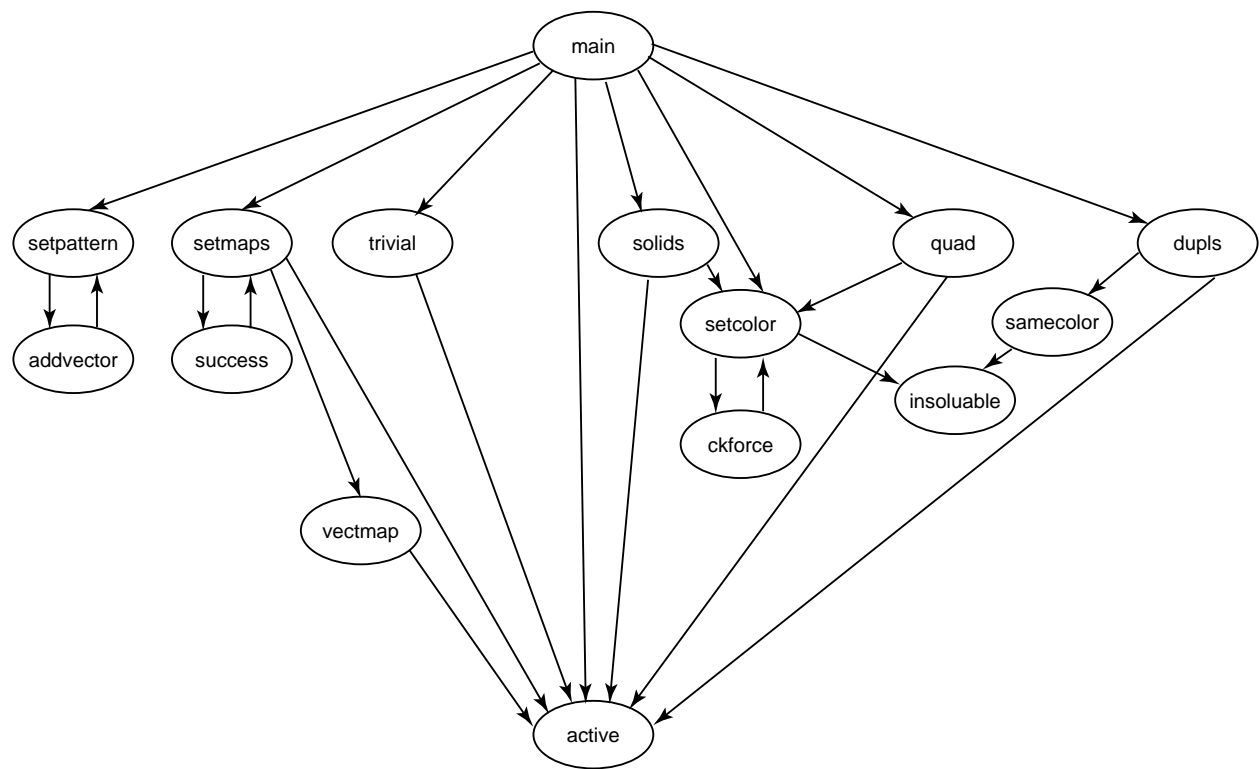 main
setpattern
setmaps
trivial
solids
quad
dupls
setcolor
samecolor
addvector
success
insoluable
ckforce
vectmap
active